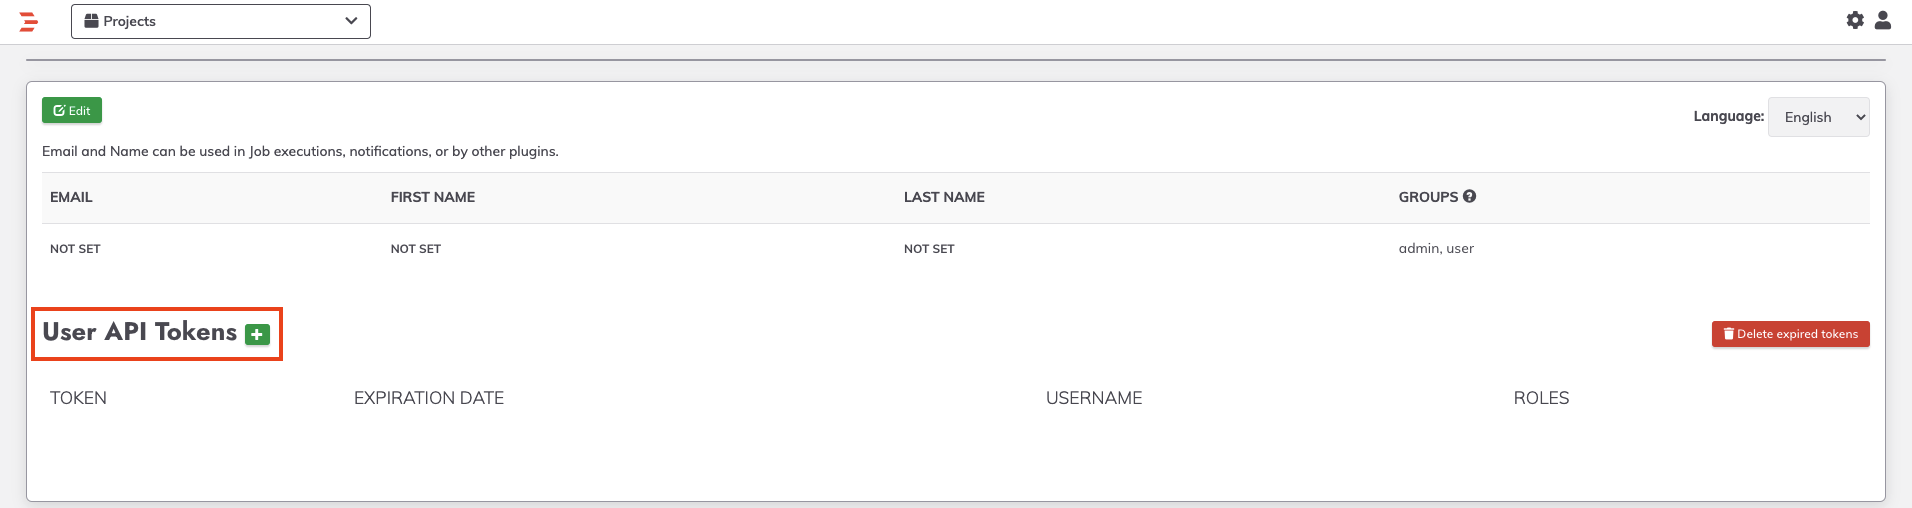 Projects
Edit
Language: English
Email and Name can be used in Job executions, notifications, or by other plugins.
EMAIL FIRST NAME LAST NAME GROUPS
NOT SET NOT SET NOT SET admin, user
User API Tokens
Delete expired tokens
TOKEN EXPIRATION DATE USERNAME ROLES